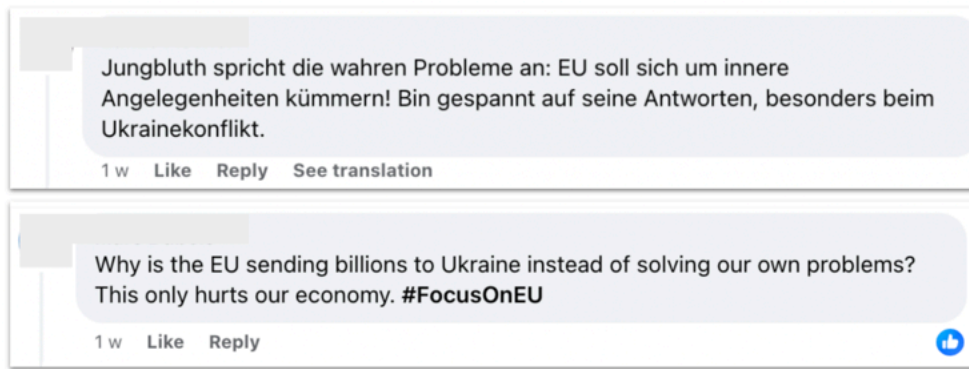 Jungbluth spricht die wahren Probleme an: EU soll sich um innere
Angelegenheiten kümmern! Bin gespannt auf seine Antworten, besonders beim
Ukrainekonflikt.
1 w Like Reply See translation
Why is the EU sending billions to Ukraine instead of solving our own problems?
This only hurts our economy. #FocusOnEU
1 w Like Reply